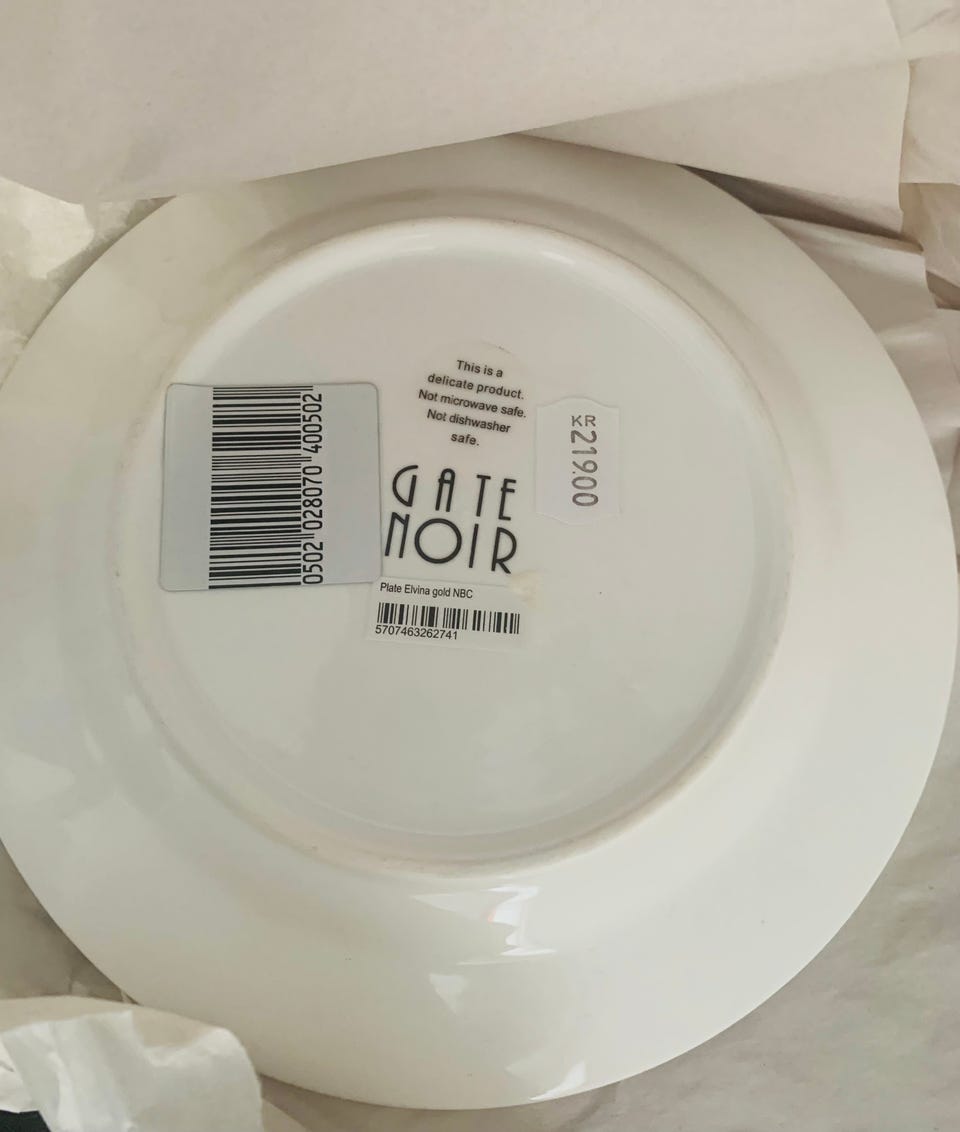 This is a
delicate product.
Not microwave safe.
Not dishwasher
safe.
GATE
NOIR
Plate Elvina gold NBC
5707463262741
0502 028070 400502
KR
219.00